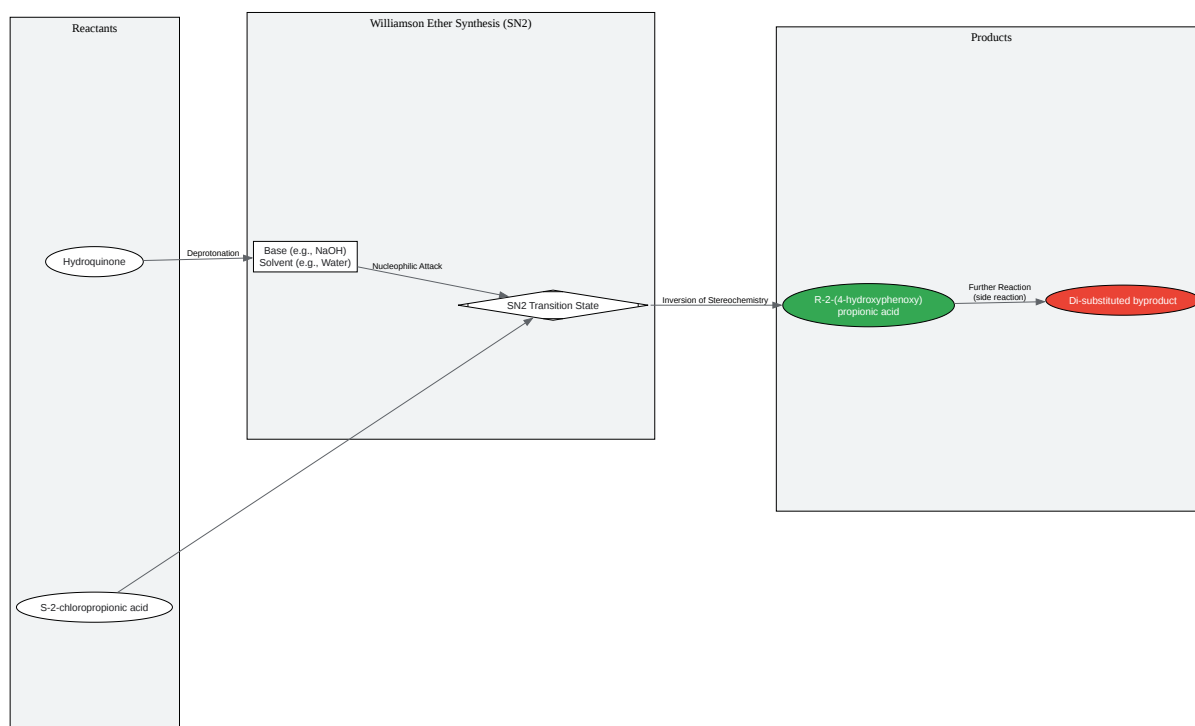 Reactants
Williamson Ether Synthesis (SN2)
Products
Hydroquinone
Deprotonation
Base (e.g., NaOH)
Solvent (e.g., Water)
Nucleophilic Attack
SN2 Transition State
Inversion of Stereochemistry
R-2-(4-hydroxyphenoxy)
propionic acid
Further Reaction
(side reaction)
Di-substituted byproduct
S-2-chloropropionic acid